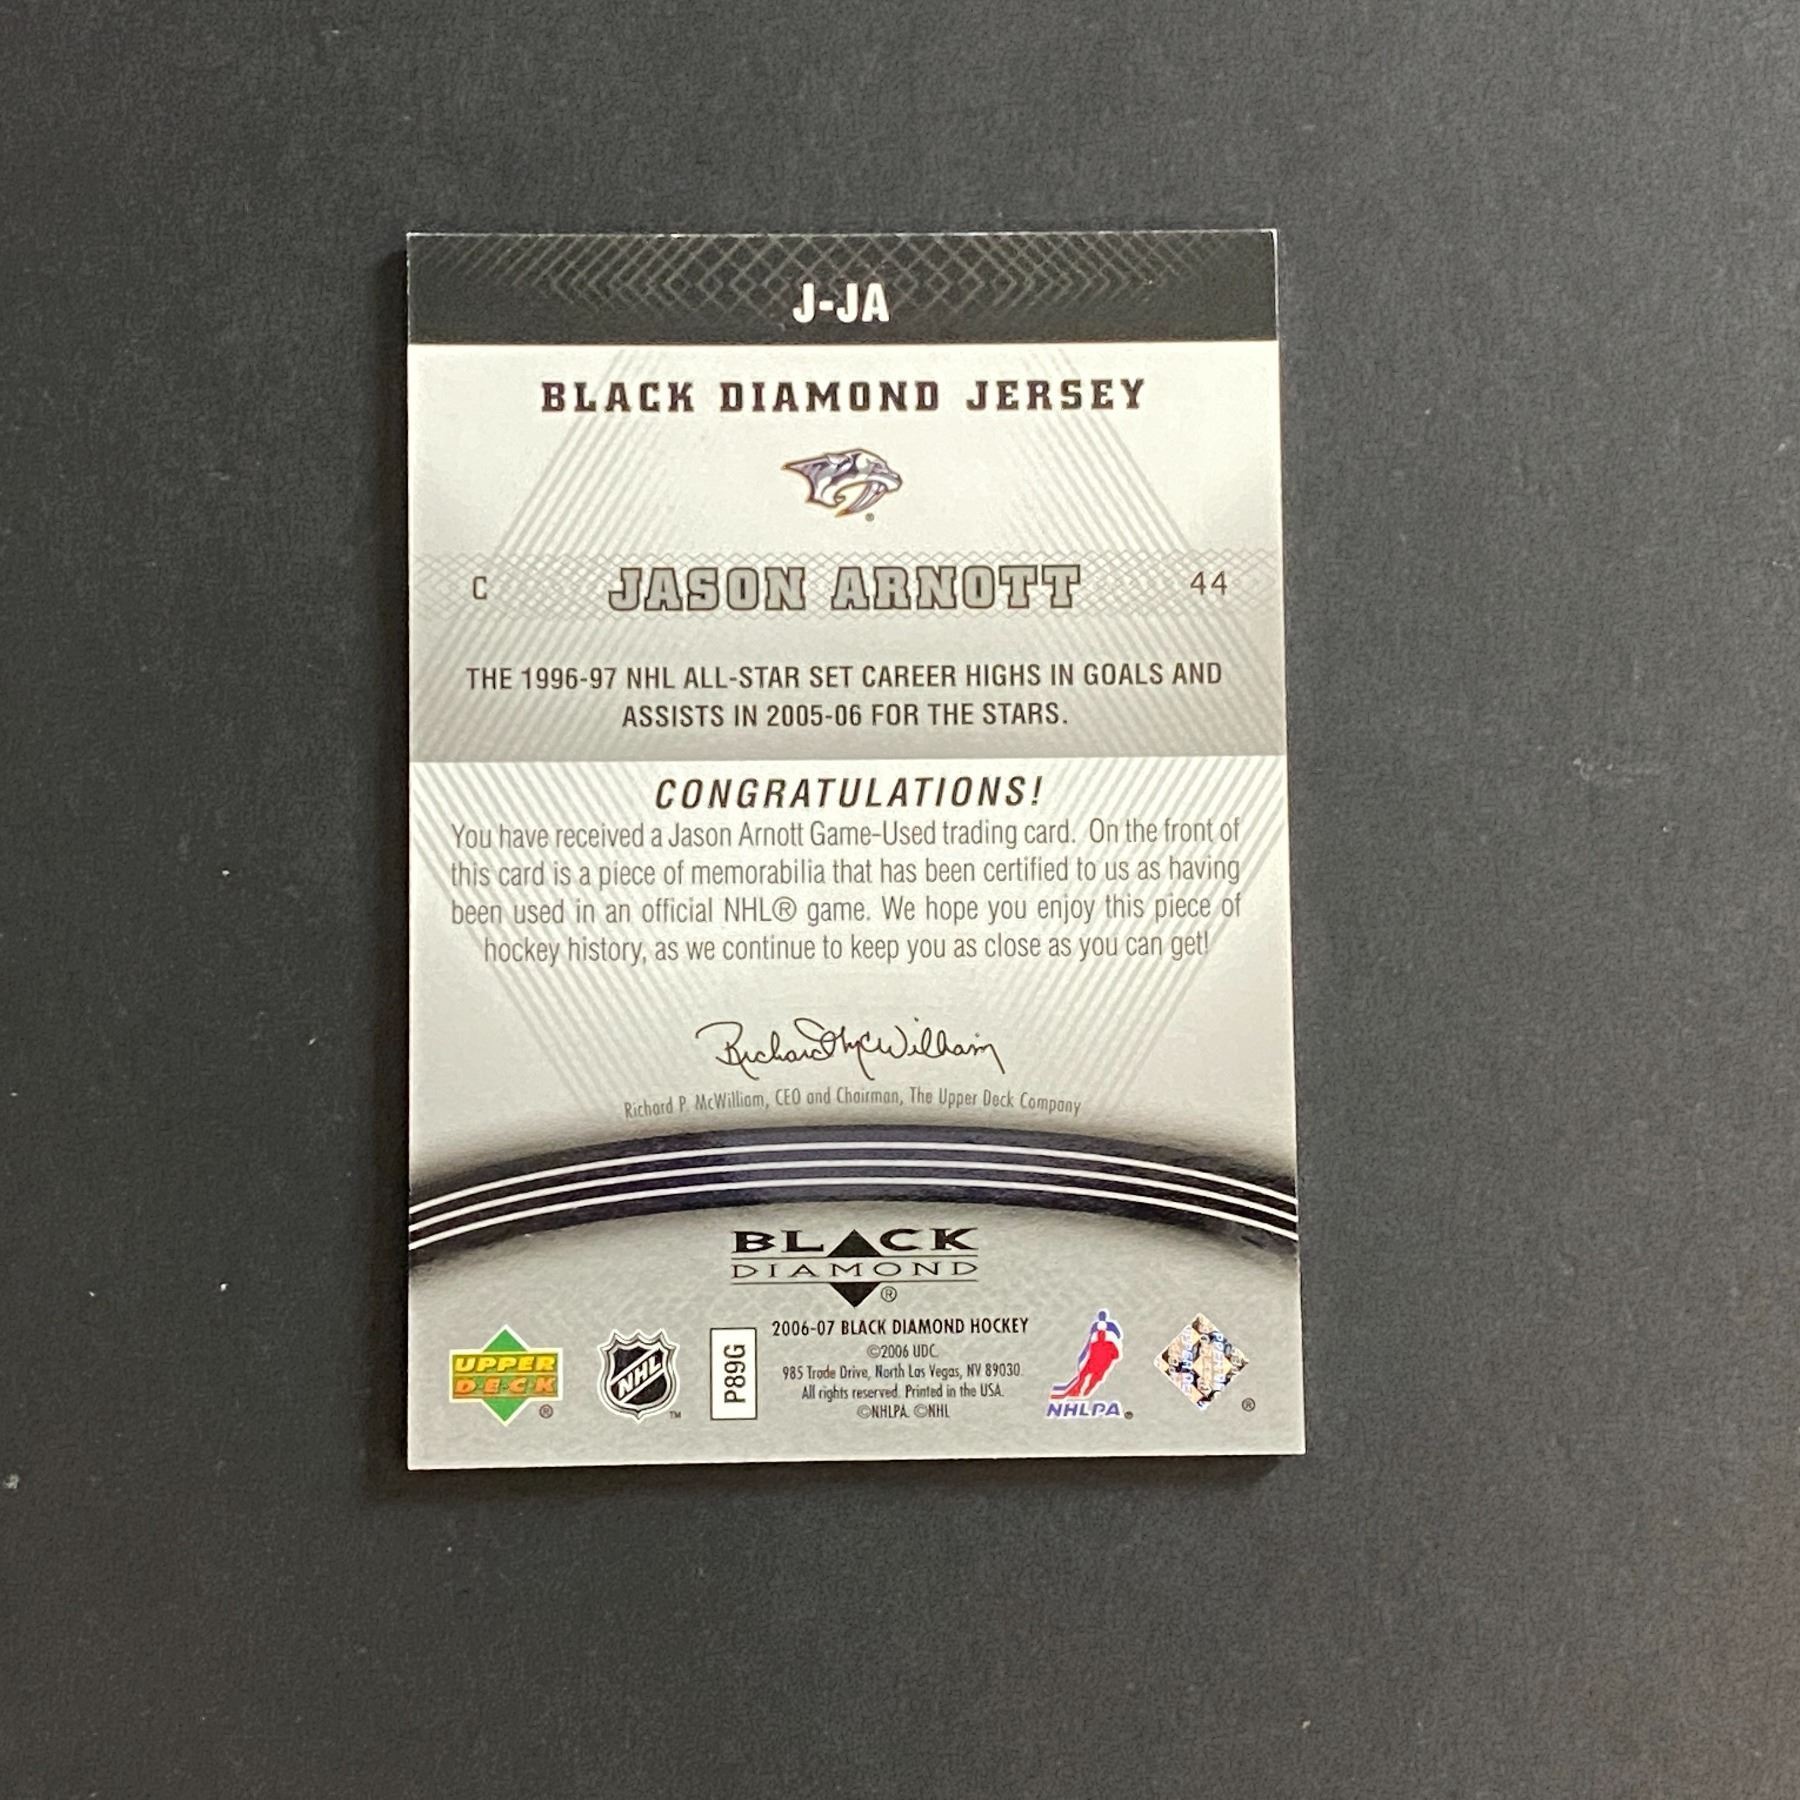 J-JA
BLACK DIAMOND JERSEY
®
C JASON ARNOTT 44
THE 1996-97 NHL ALL-STAR SET CAREER HIGHS IN GOALS AND
ASSISTS IN 2005-06 FOR THE STARS.
CONGRATULATIONS!
You have received a Jason Arnott Game-Used trading card. On the front of
this card is a piece of memorabilia that has been certified to us as having
been used in an official NHL® game. We hope you enjoy this piece of
hockey history, as we continue to keep you as close as you can get!
Richard McWilliam
Richard P. McWilliam, CEO and Chairman, The Upper Deck Company
BLACK
DIAMOND
®
UPPER
DECK
®
NHL
™
P89G
2006-07 BLACK DIAMOND HOCKEY
©2006 UDC.
985 Trade Drive, North Las Vegas, NV 89030.
All rights reserved. Printed in the USA.
©NHLPA. ©NHL
NHLPA®
®